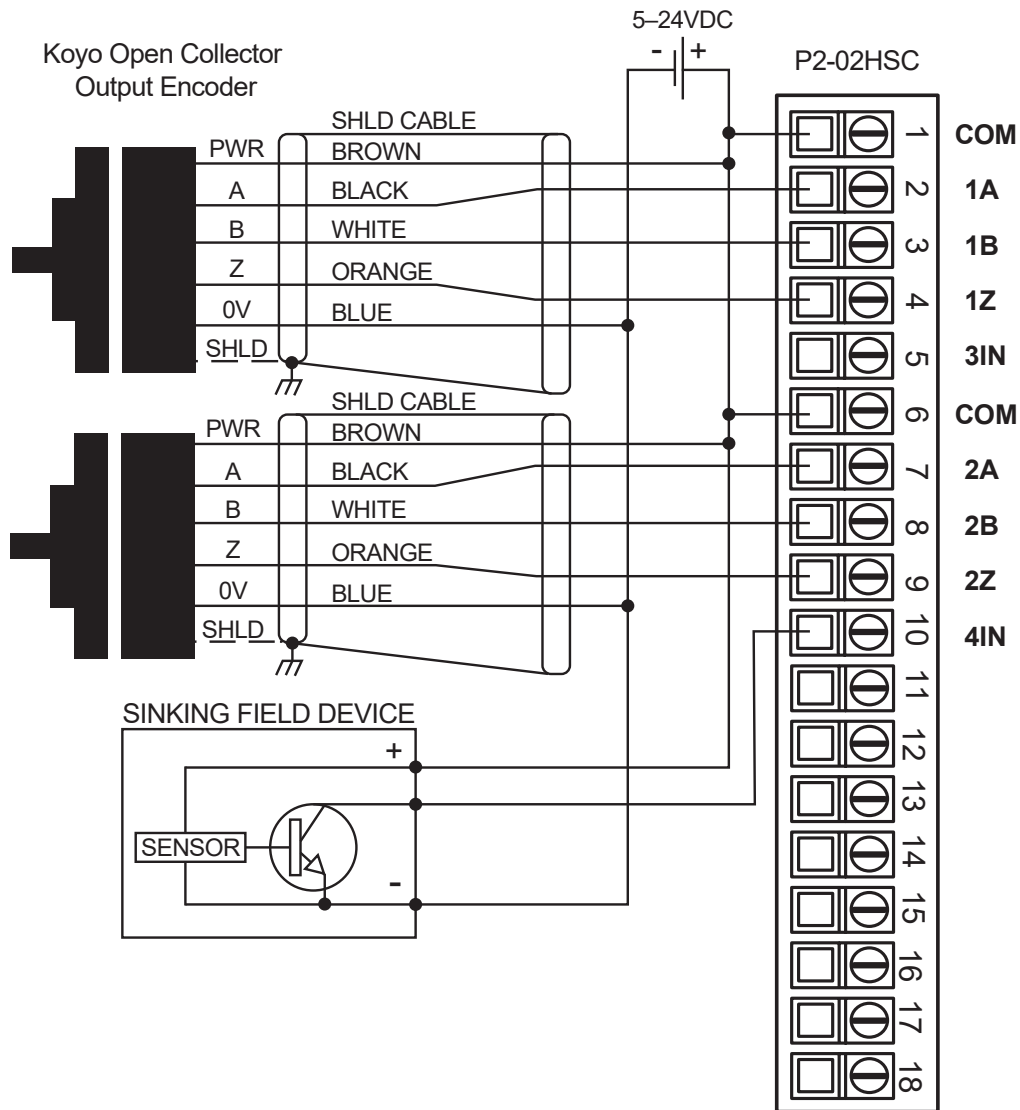 5–24VDC
- +
Koyo Open Collector
Output Encoder
P2-02HSC
SHLD CABLE
PWR BROWN
A BLACK
B WHITE
Z ORANGE
0V BLUE
SHLD
SHLD CABLE
PWR BROWN
A BLACK
B WHITE
Z ORANGE
0V BLUE
SHLD
SINKING FIELD DEVICE
+
SENSOR
-
1 COM
2 1A
3 1B
4 1Z
5 3IN
6 COM
7 2A
8 2B
9 2Z
10 4IN
11
12
13
14
15
16
17
18